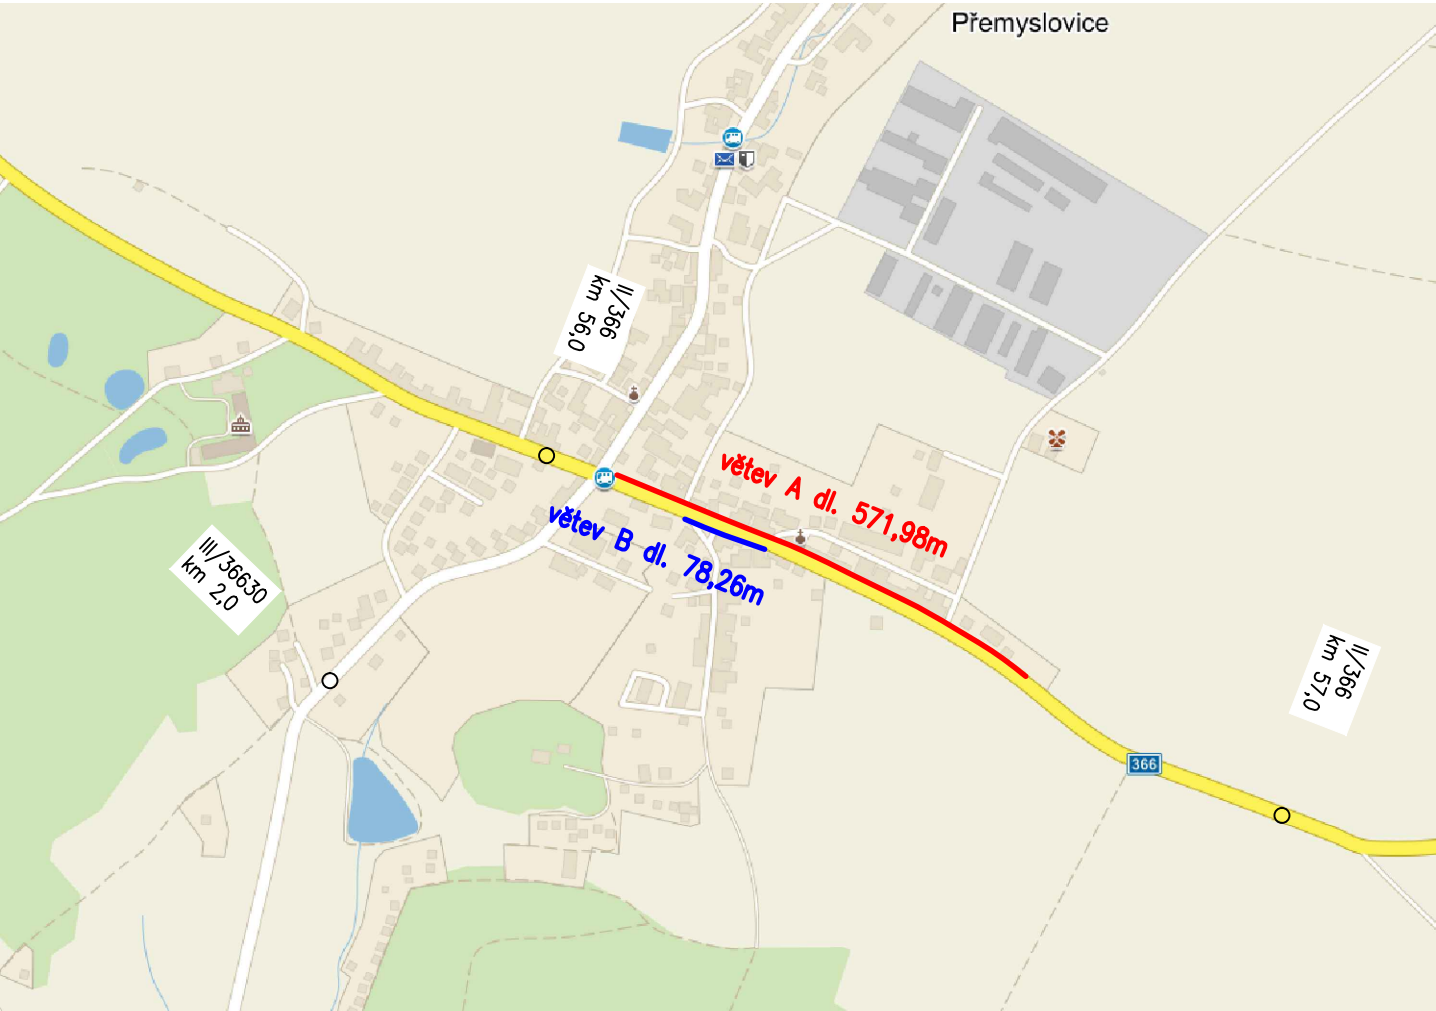 Přemyslovice
II/366
km 56,0
větev A dl. 571,98m
větev B dl. 78,26m
III/36630
km 2,0
II/366
km 57,0
366